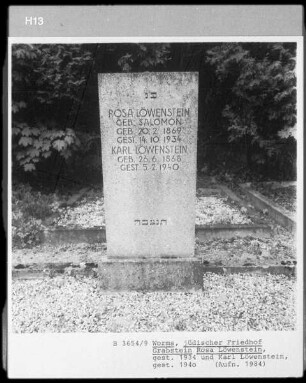 H13
פ נ
ROSA LÖWENSTEIN
GEB. SALOMON
GEB. 20. 2. 1869
GEST. 14. 10. 1934
KARL LÖWENSTEIN
GEB. 26. 6. 1868
GEST. 5. 2. 1940
תנצבה
B 3654/9 Worms, jüdischer Friedhof
Grabstein Rosa Löwenstein,
gest. 1934 und Karl Löwenstein,
gest. 1940 (Aufn. 1984)